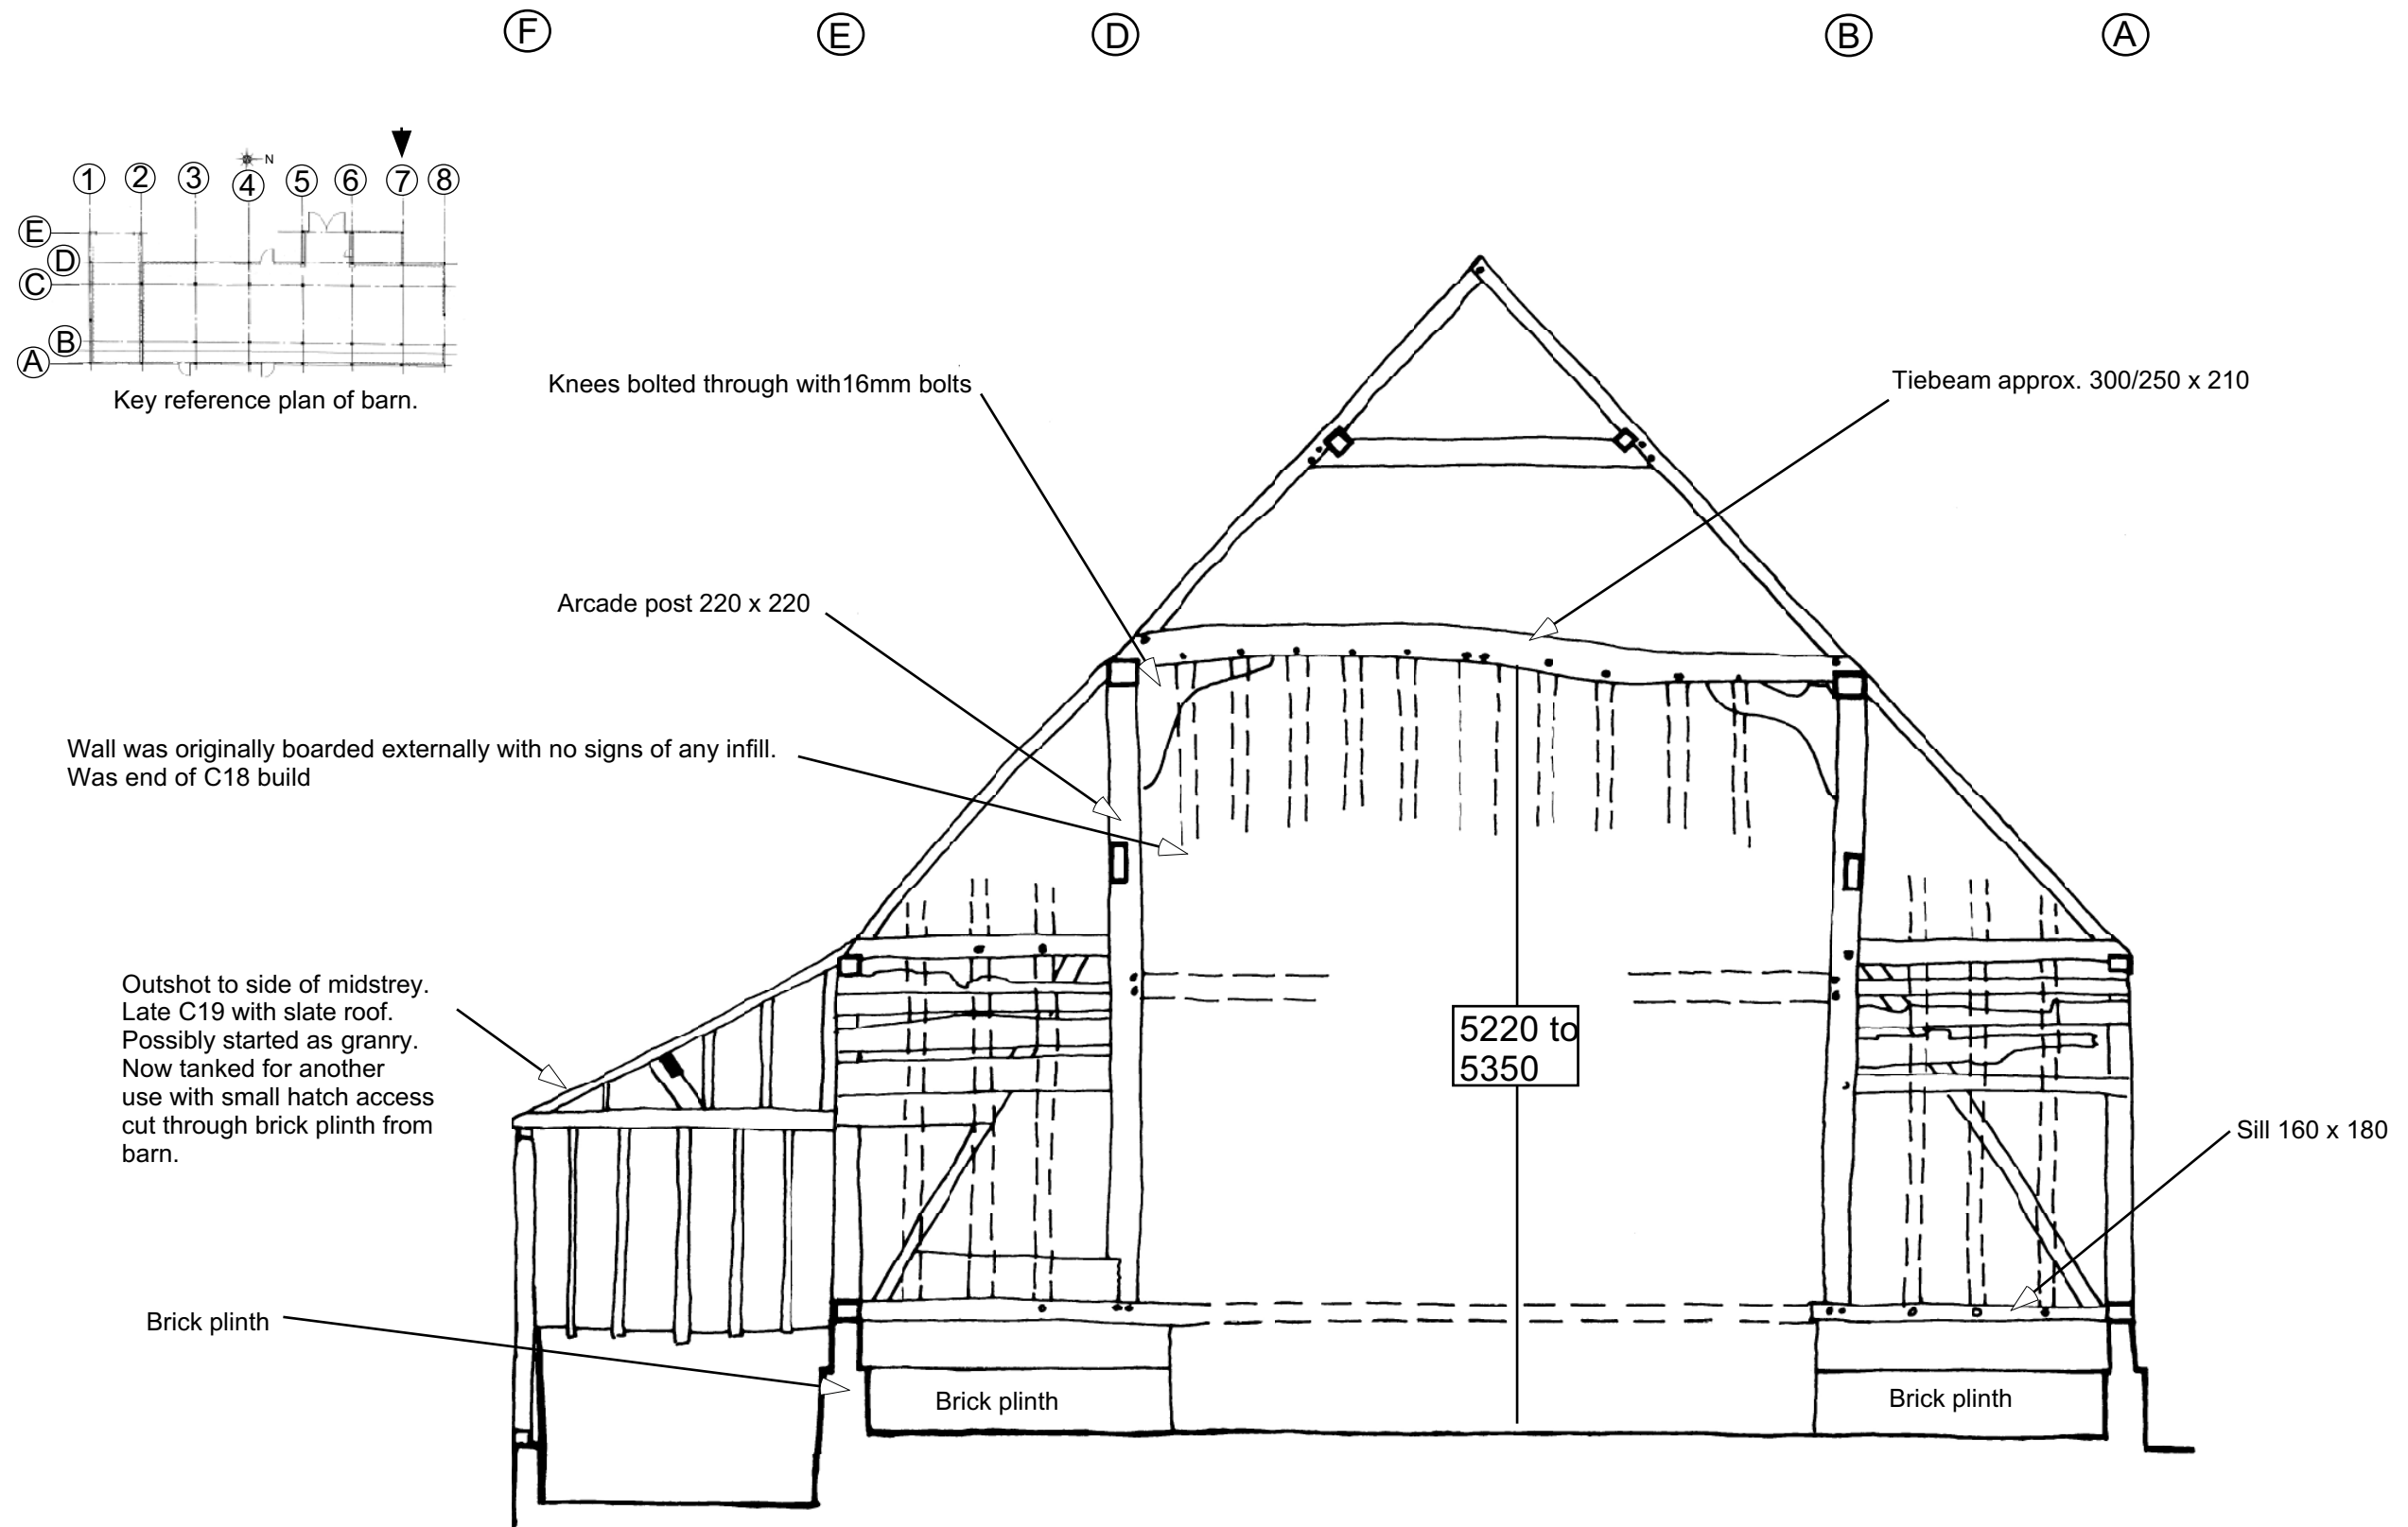 F E D B A
N
1 2 3 4 5 6 7 8
E
D
C
B
A
Key reference plan of barn.
Knees bolted through with16mm bolts
Tiebeam approx. 300/250 x 210
Arcade post 220 x 220
Wall was originally boarded externally with no signs of any infill.
Was end of C18 build
Outshot to side of midstrey.
Late C19 with slate roof.
Possibly started as granry.
Now tanked for another
use with small hatch access
cut through brick plinth from
barn.
5220 to
5350
Sill 160 x 180
Brick plinth
Brick plinth
Brick plinth